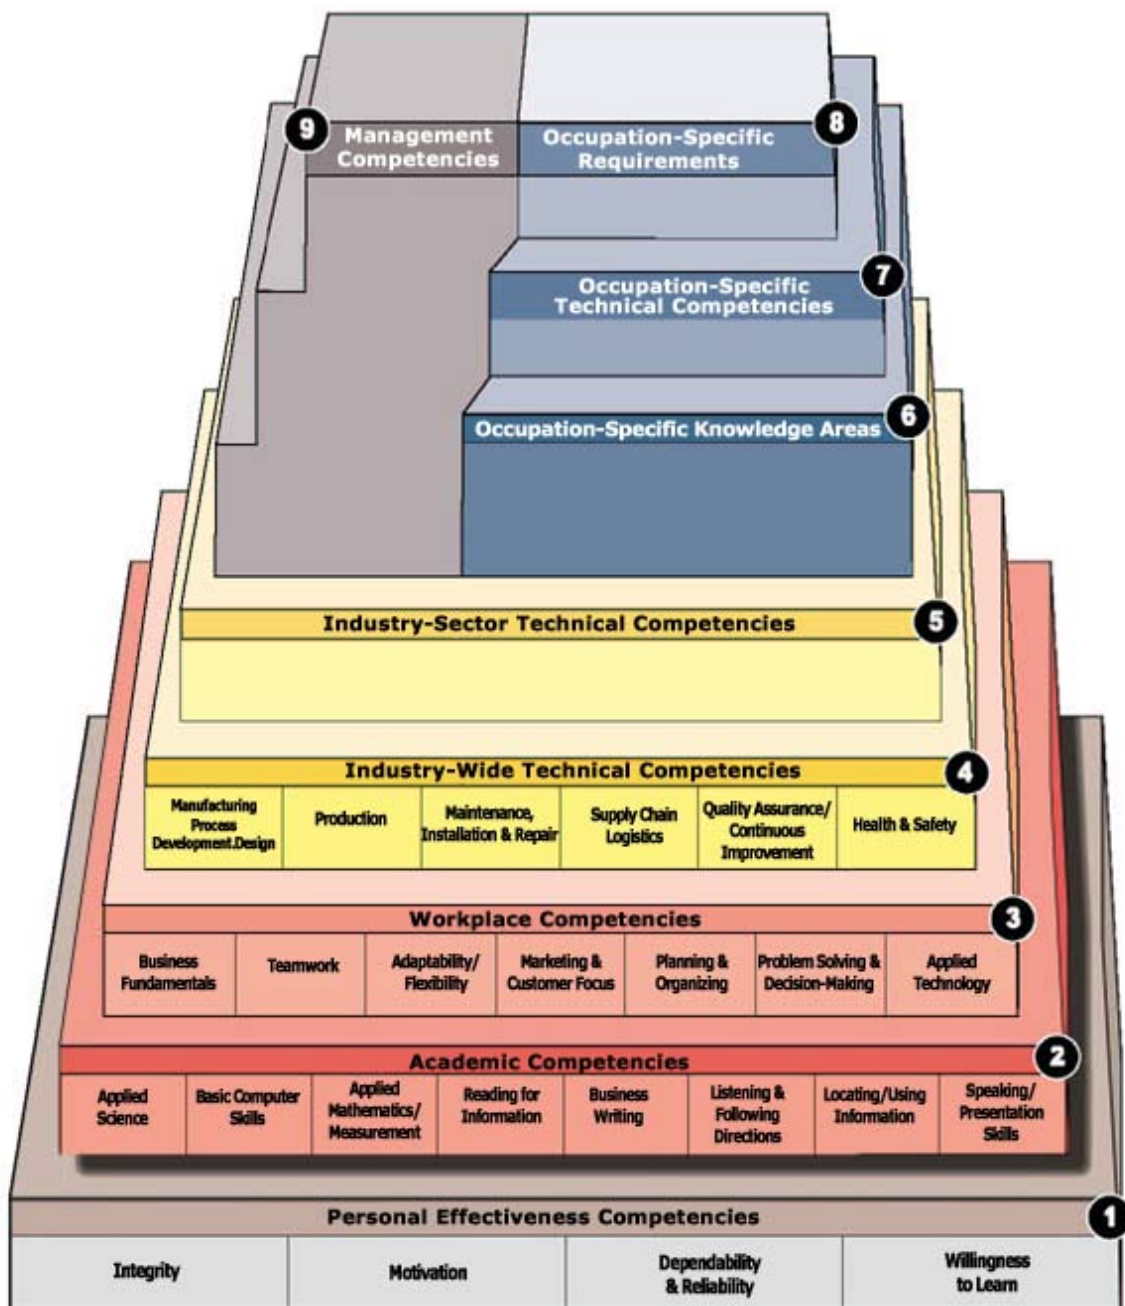 9
Management
Competencies
Occupation-Specific
Requirements
8
Occupation-Specific
Technical Competencies
7
Occupation-Specific Knowledge Areas
6
Industry-Sector Technical Competencies
5
Industry-Wide Technical Competencies
4
Manufacturing
Process
Development.Design
Production
Maintenance,
Installation & Repair
Supply Chain
Logistics
Quality Assurance/
Continuous
Improvement
Health & Safety
Workplace Competencies
3
Business
Fundamentals
Teamwork
Adaptability/
Flexibility
Marketing &
Customer Focus
Planning &
Organizing
Problem Solving &
Decision-Making
Applied
Technology
Academic Competencies
2
Applied
Science
Basic Computer
Skills
Applied
Mathematics/
Measurement
Reading for
Information
Business
Writing
Listening &
Following
Directions
Locating/Using
Information
Speaking/
Presentation
Skills
Personal Effectiveness Competencies
1
Integrity
Motivation
Dependability
& Reliability
Willingness
to Learn